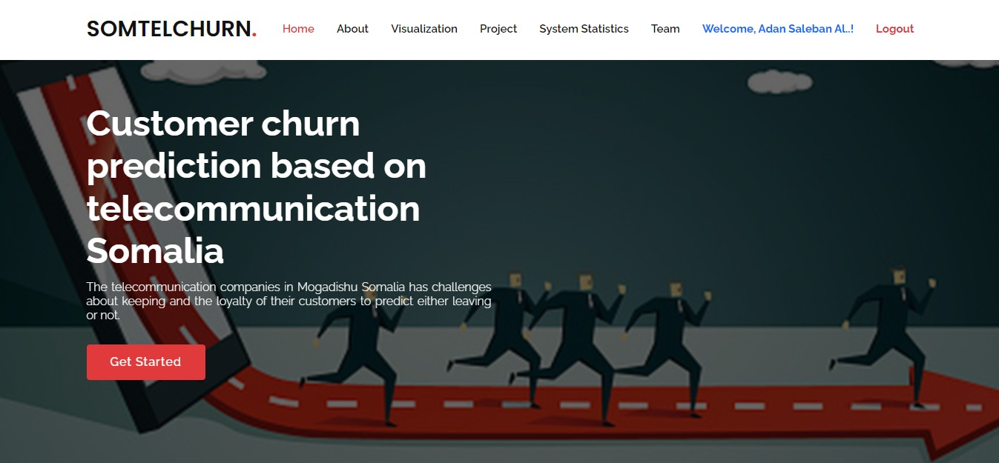 SOMTELCHURN. Home About Visualization Project System Statistics Team Welcome, Adan Saleban Al..! Logout
Customer churn
prediction based on
telecommunication
Somalia
The telecommunication companies in Mogadishu Somalia has challenges
about keeping and the loyalty of their customers to predict either leaving
or not.
Get Started